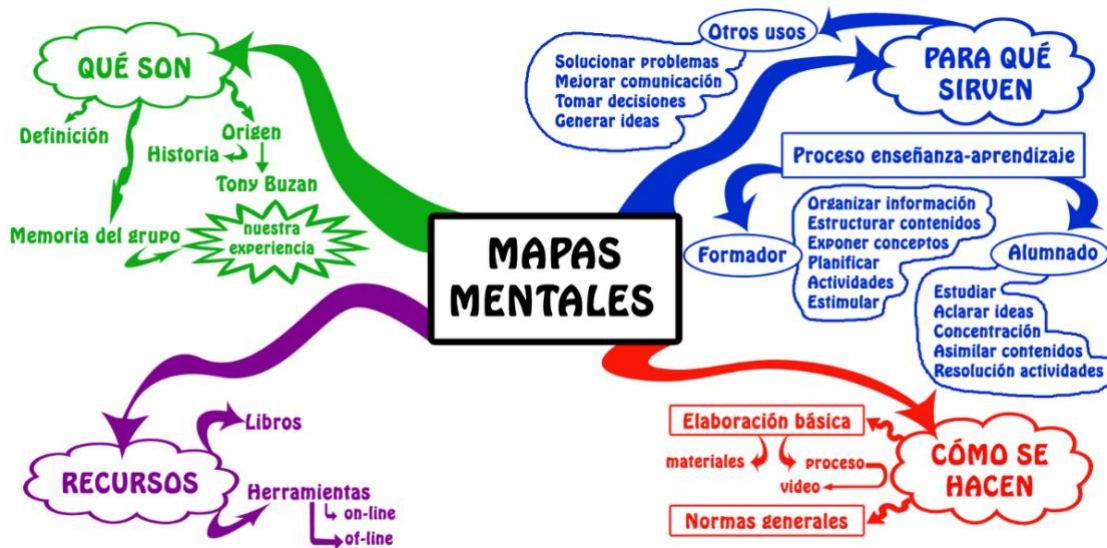 MAPAS
MENTALES
QUÉ SON
Definición
Origen
Historia
Tony Buzan
Memoria del grupo
nuestra
experiencia
Otros usos
Solucionar problemas
Mejorar comunicación
Tomar decisiones
Generar ideas
PARA QUÉ
SIRVEN
Proceso enseñanza-aprendizaje
Formador
Organizar información
Estructurar contenidos
Exponer conceptos
Planificar
Actividades
Estimular
Alumnado
Estudiar
Aclarar ideas
Concentración
Asimilar contenidos
Resolución actividades
RECURSOS
Libros
Herramientas
on-line
of-line
CÓMO SE
HACEN
Elaboración básica
materiales
proceso
video
Normas generales